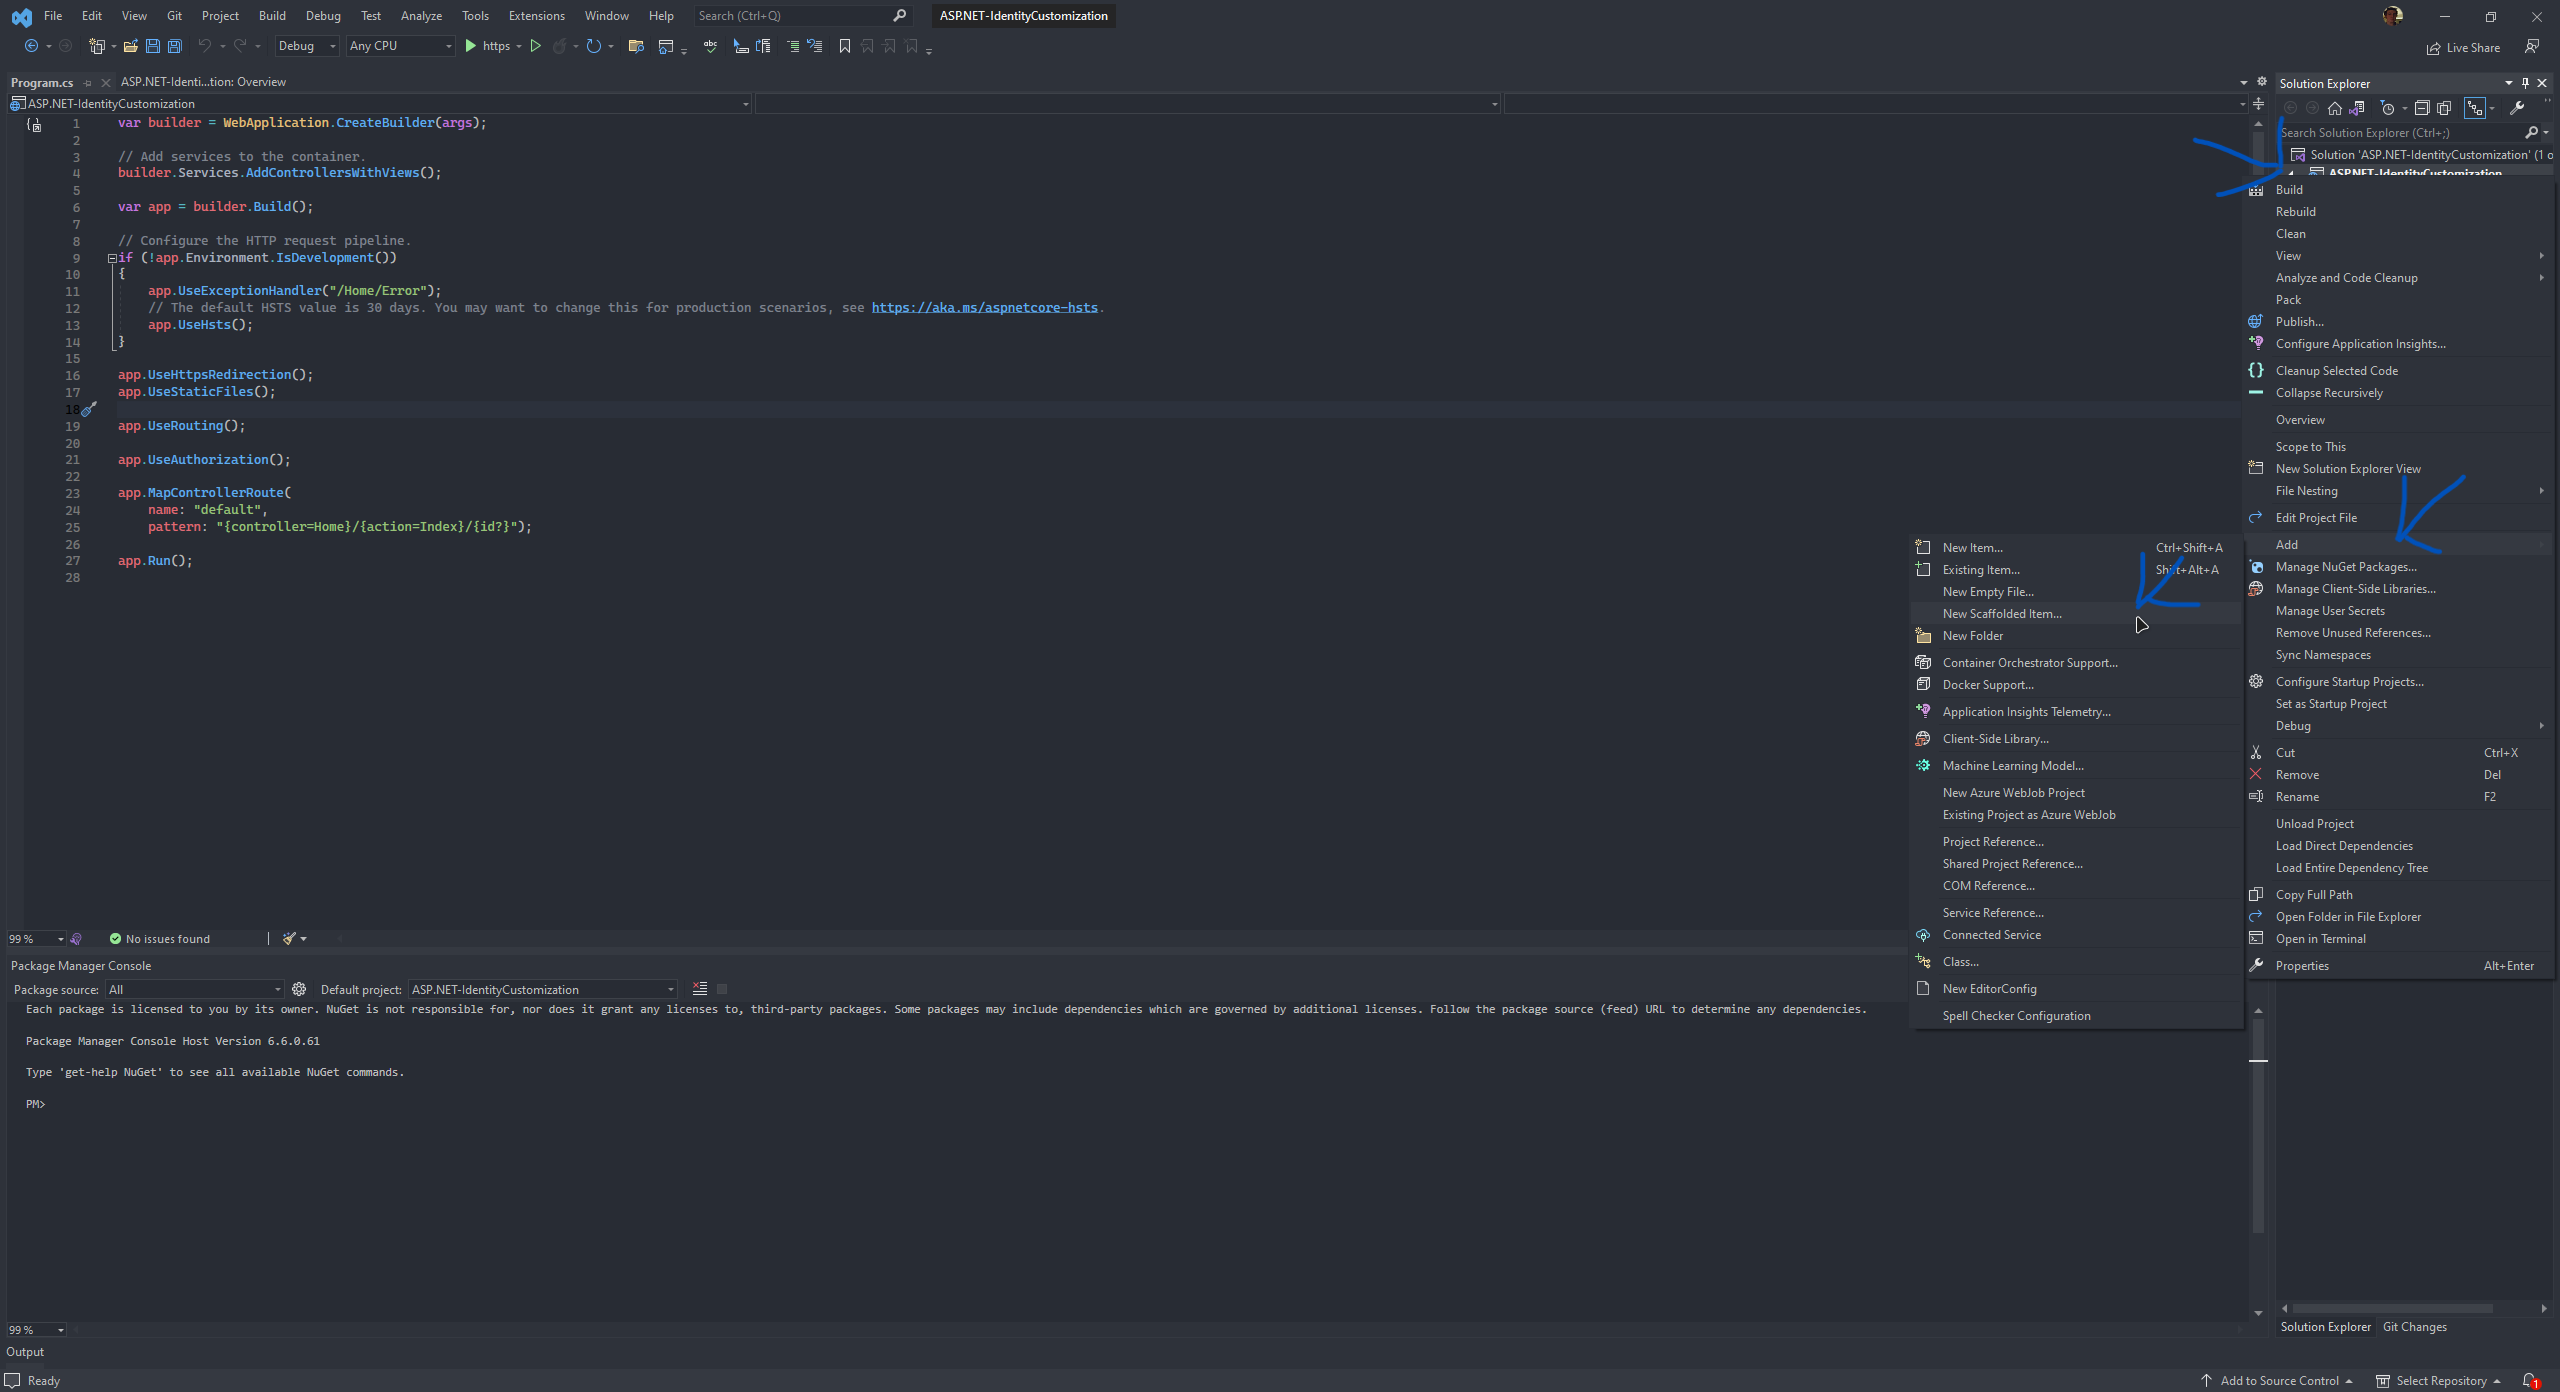 File Edit View Git Project Build Debug Test Analyze Tools Extensions Window Help Search (Ctrl+Q) ASP.NET-IdentityCustomization
Debug Any CPU https Live Share
Program.cs ASP.NET-Identi...tion: Overview
ASP.NET-IdentityCustomization
1 var builder = WebApplication.CreateBuilder(args);
2
3 // Add services to the container.
4 builder.Services.AddControllersWithViews();
5
6 var app = builder.Build();
7
8 // Configure the HTTP request pipeline.
9 if (!app.Environment.IsDevelopment())
10 {
11 app.UseExceptionHandler("/Home/Error");
12 // The default HSTS value is 30 days. You may want to change this for production scenarios, see https://aka.ms/aspnetcore-hsts.
13 app.UseHsts();
14 }
15
16 app.UseHttpsRedirection();
17 app.UseStaticFiles();
18
19 app.UseRouting();
20
21 app.UseAuthorization();
22
23 app.MapControllerRoute(
24 name: "default",
25 pattern: "{controller=Home}/{action=Index}/{id?}");
26
27 app.Run();
28
99 % No issues found
Package Manager Console
Package source: All Default project: ASP.NET-IdentityCustomization
Each package is licensed to you by its owner. NuGet is not responsible for, nor does it grant any licenses to, third-party packages. Some packages may include dependencies which are governed by additional licenses. Follow the package source (feed) URL to determine any dependencies.
Package Manager Console Host Version 6.6.0.61
Type 'get-help NuGet' to see all available NuGet commands.
PM>
99 %
Output
Ready
New Item... Ctrl+Shift+A
Existing Item... Shift+Alt+A
New Empty File...
New Scaffolded Item...
New Folder
Container Orchestrator Support...
Docker Support...
Application Insights Telemetry...
Client-Side Library...
Machine Learning Model...
New Azure WebJob Project
Existing Project as Azure WebJob
Project Reference...
Shared Project Reference...
COM Reference...
Service Reference...
Connected Service
Class...
New EditorConfig
Spell Checker Configuration
Solution Explorer
Search Solution Explorer (Ctrl+;)
Solution 'ASP.NET-IdentityCustomization' (1 o
ASP.NET-IdentityCustomization
Build
Rebuild
Clean
View
Analyze and Code Cleanup
Pack
Publish...
Configure Application Insights...
Cleanup Selected Code
Collapse Recursively
Overview
Scope to This
New Solution Explorer View
File Nesting
Edit Project File
Add
Manage NuGet Packages...
Manage Client-Side Libraries...
Manage User Secrets
Remove Unused References...
Sync Namespaces
Configure Startup Projects...
Set as Startup Project
Debug
Cut Ctrl+X
Remove Del
Rename F2
Unload Project
Load Direct Dependencies
Load Entire Dependency Tree
Copy Full Path
Open Folder in File Explorer
Open in Terminal
Properties Alt+Enter
Solution Explorer Git Changes
Add to Source Control Select Repository 1